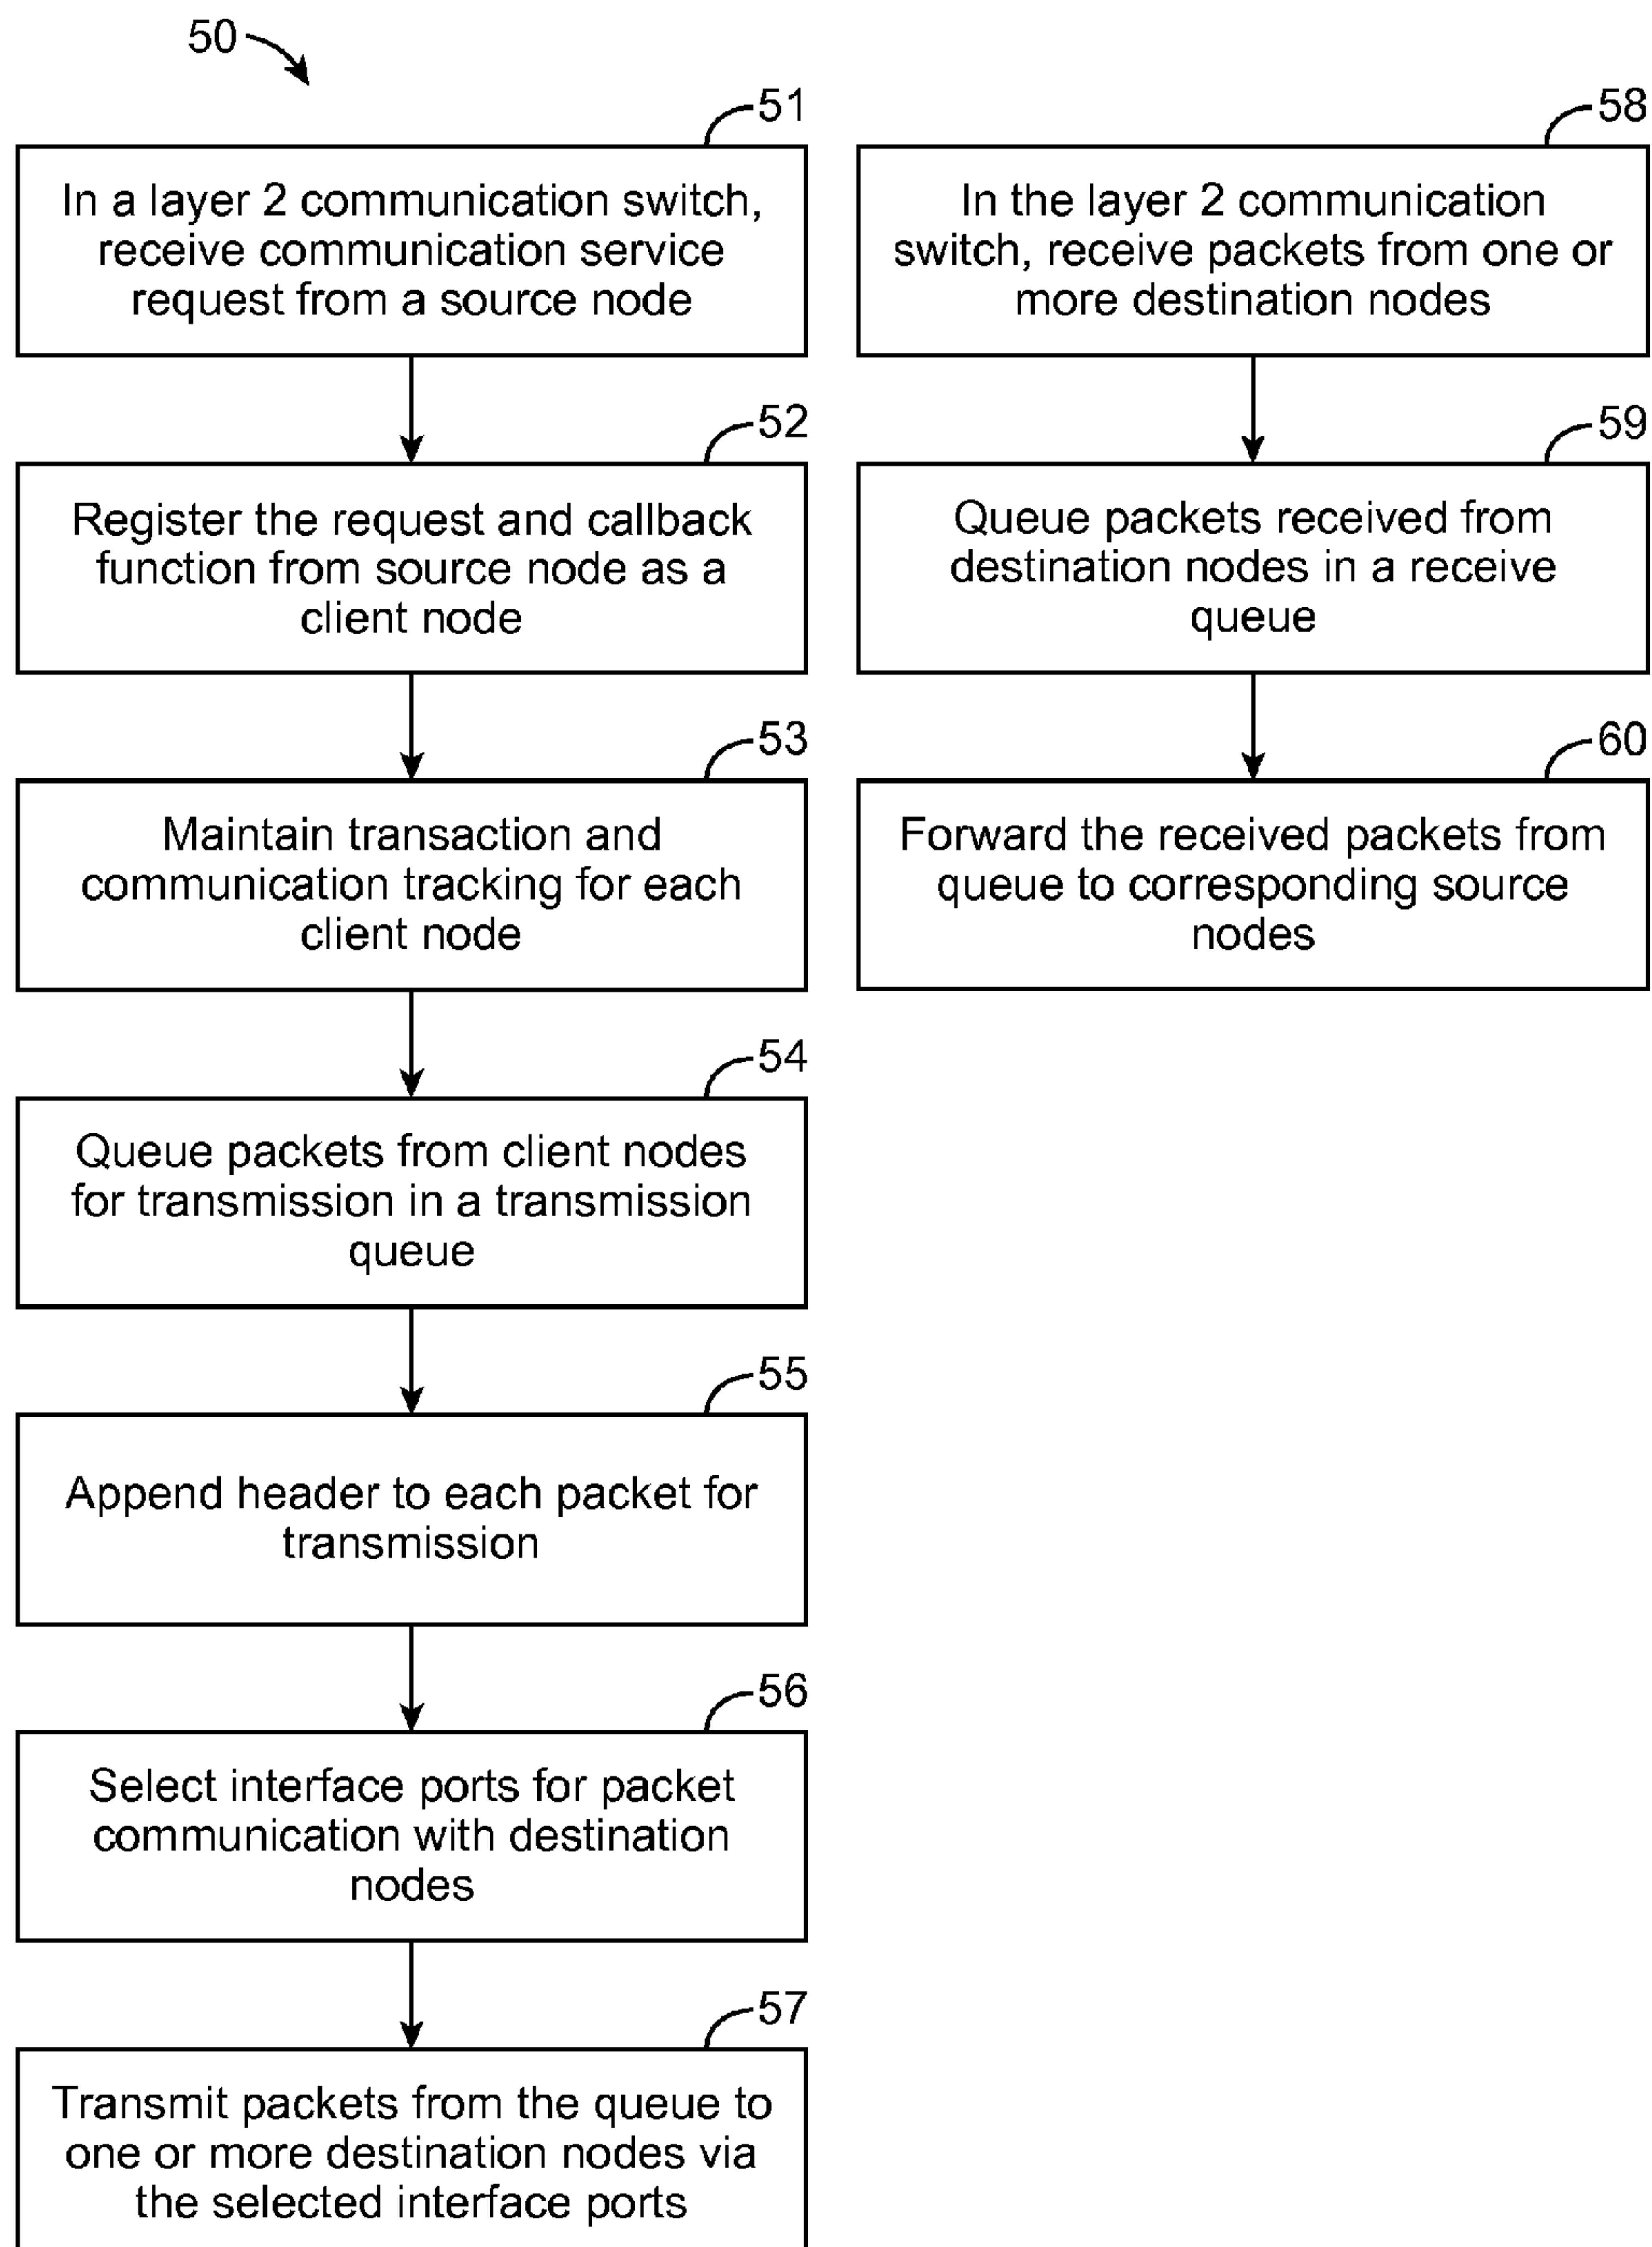 50
51
In a layer 2 communication switch,
receive communication service
request from a source node
52
Register the request and callback
function from source node as a
client node
53
Maintain transaction and
communication tracking for each
client node
54
Queue packets from client nodes
for transmission in a transmission
queue
55
Append header to each packet for
transmission
56
Select interface ports for packet
communication with destination
nodes
57
Transmit packets from the queue to
one or more destination nodes via
the selected interface ports
58
In the layer 2 communication
switch, receive packets from one or
more destination nodes
59
Queue packets received from
destination nodes in a receive
queue
60
Forward the received packets from
queue to corresponding source
nodes